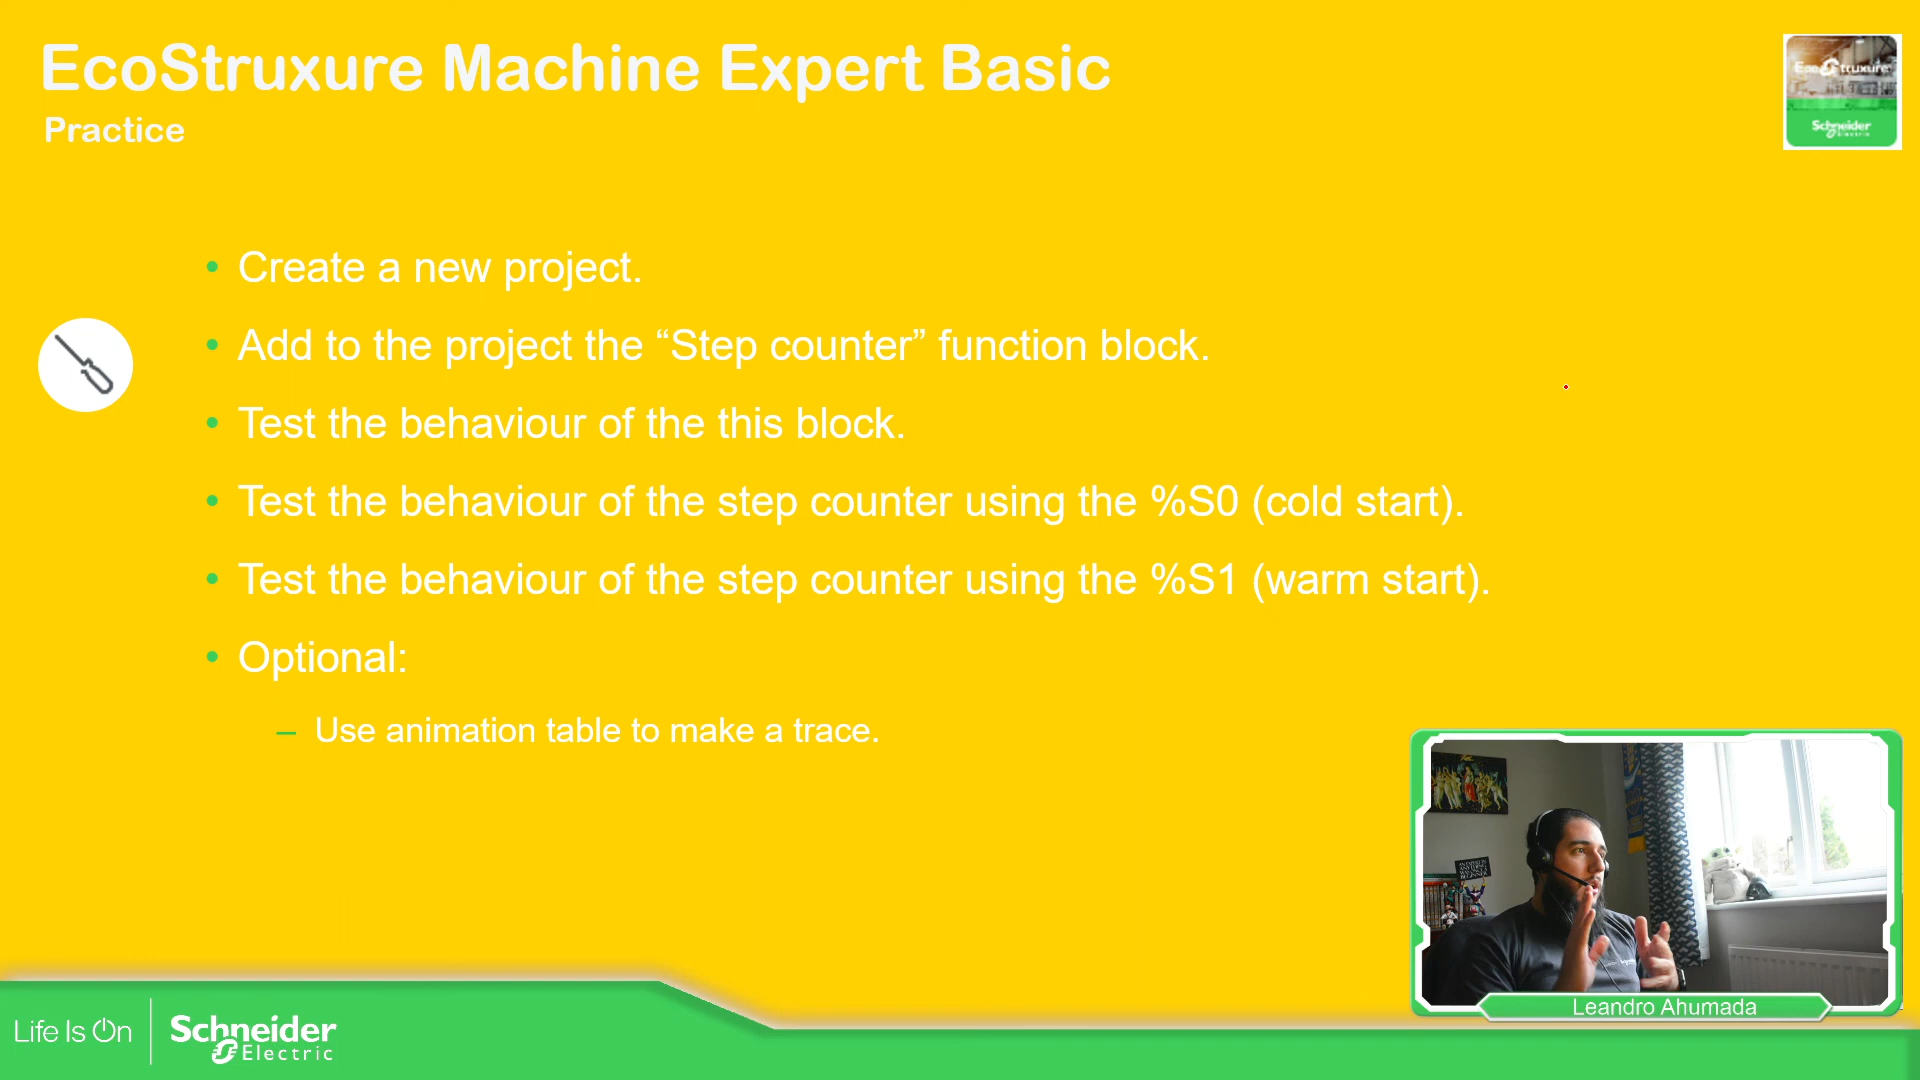 EcoStruxure Machine Expert Basic
Practice
EcoStruxure
Schneider
Electric
• Create a new project.
• Add to the project the “Step counter” function block.
• Test the behaviour of the this block.
• Test the behaviour of the step counter using the %S0 (cold start).
• Test the behaviour of the step counter using the %S1 (warm start).
• Optional:
– Use animation table to make a trace.
Leandro Ahumada
Life Is On
Schneider
Electric